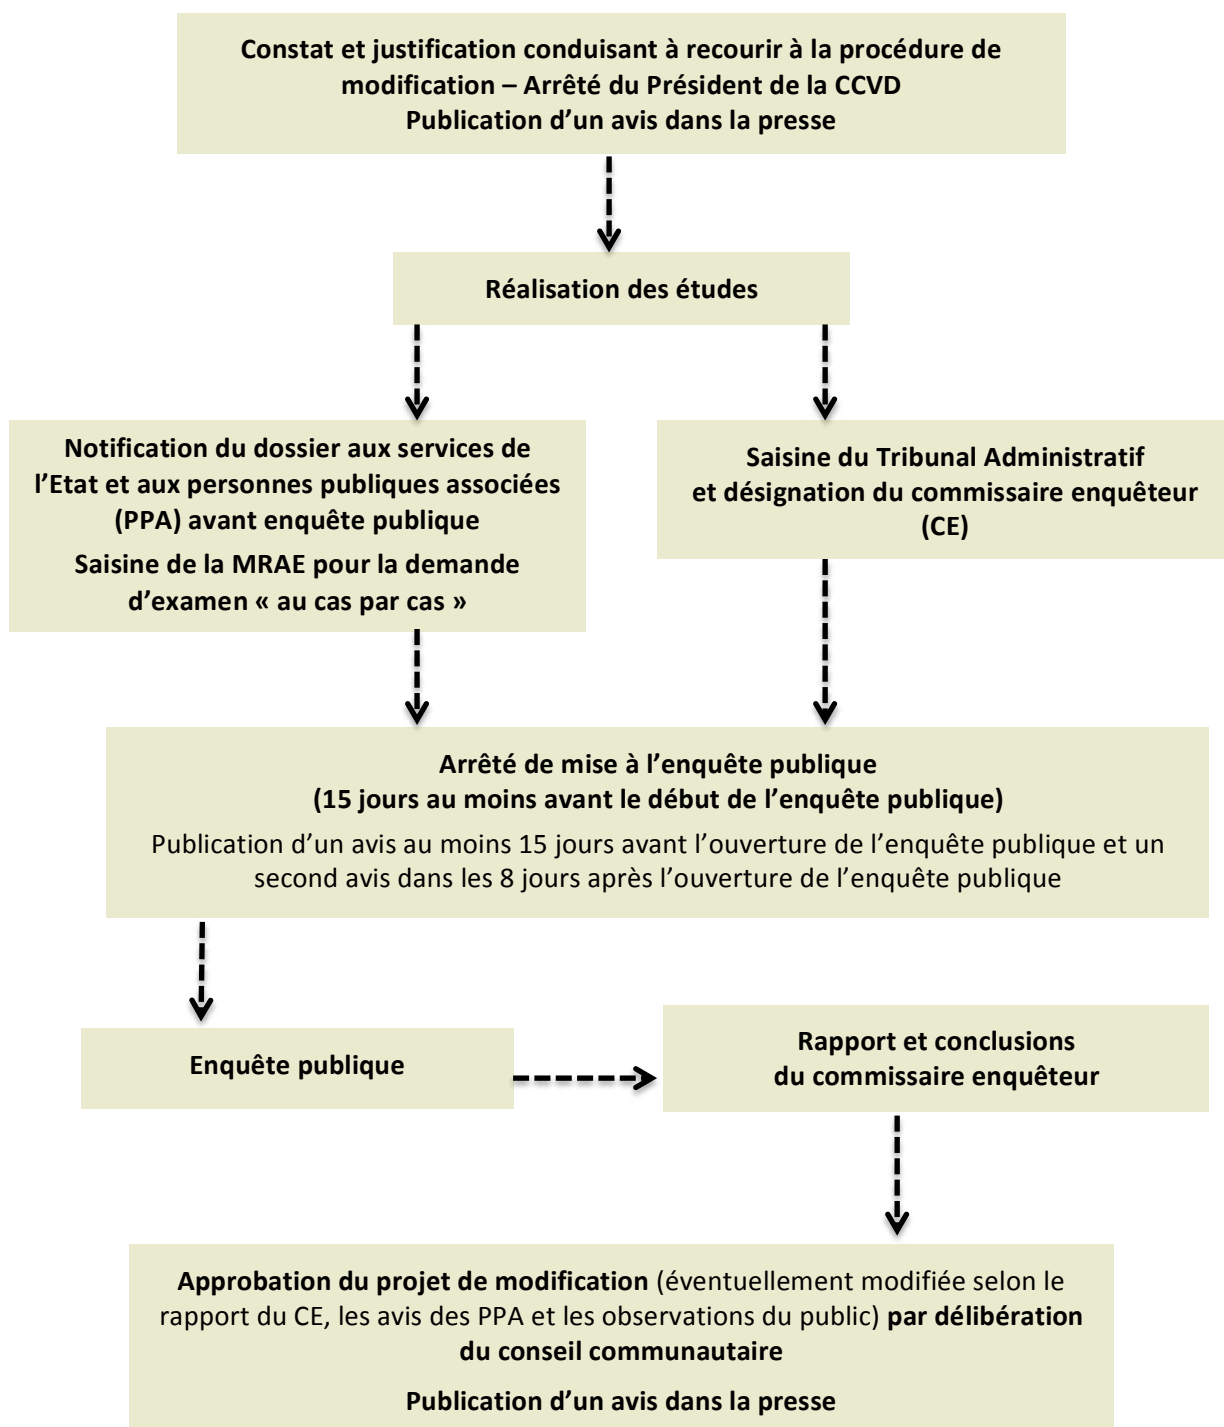 Constat et justification conduisant à recourir à la procédure de
modification – Arrêté du Président de la CCVD
Publication d’un avis dans la presse
Réalisation des études
Notification du dossier aux services de
l’Etat et aux personnes publiques associées
(PPA) avant enquête publique
Saisine de la MRAE pour la demande
d’examen « au cas par cas »
Saisine du Tribunal Administratif
et désignation du commissaire enquêteur
(CE)
Arrêté de mise à l’enquête publique
(15 jours au moins avant le début de l’enquête publique)
Publication d’un avis au moins 15 jours avant l’ouverture de l’enquête publique et un
second avis dans les 8 jours après l’ouverture de l’enquête publique
Enquête publique
Rapport et conclusions
du commissaire enquêteur
Approbation du projet de modification (éventuellement modifiée selon le
rapport du CE, les avis des PPA et les observations du public) par délibération
du conseil communautaire
Publication d’un avis dans la presse